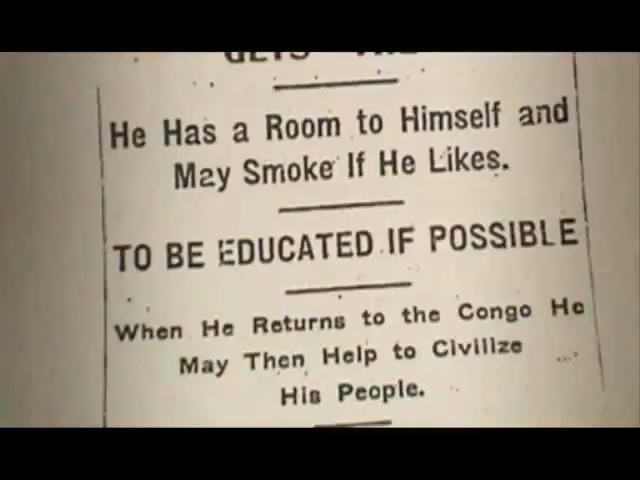 He Has a Room to Himself and
May Smoke If He Likes.
TO BE EDUCATED IF POSSIBLE
When He Returns to the Congo He
May Then Help to Civilize
His People.